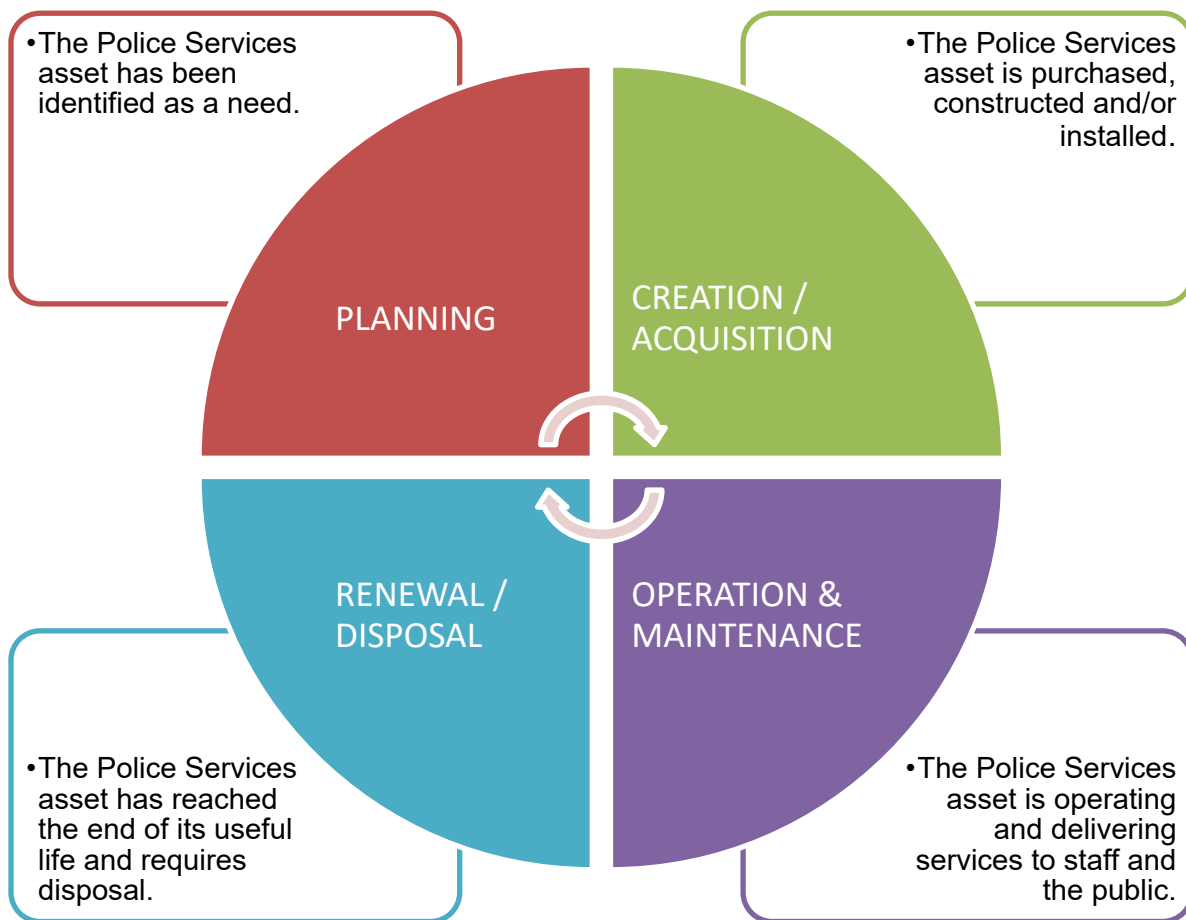 •The Police Services
asset has been
identified as a need.
•The Police Services
asset is purchased,
constructed and/or
installed.
PLANNING
CREATION /
ACQUISITION
RENEWAL /
DISPOSAL
OPERATION &
MAINTENANCE
•The Police Services
asset has reached
the end of its useful
life and requires
disposal.
•The Police Services
asset is operating
and delivering
services to staff and
the public.